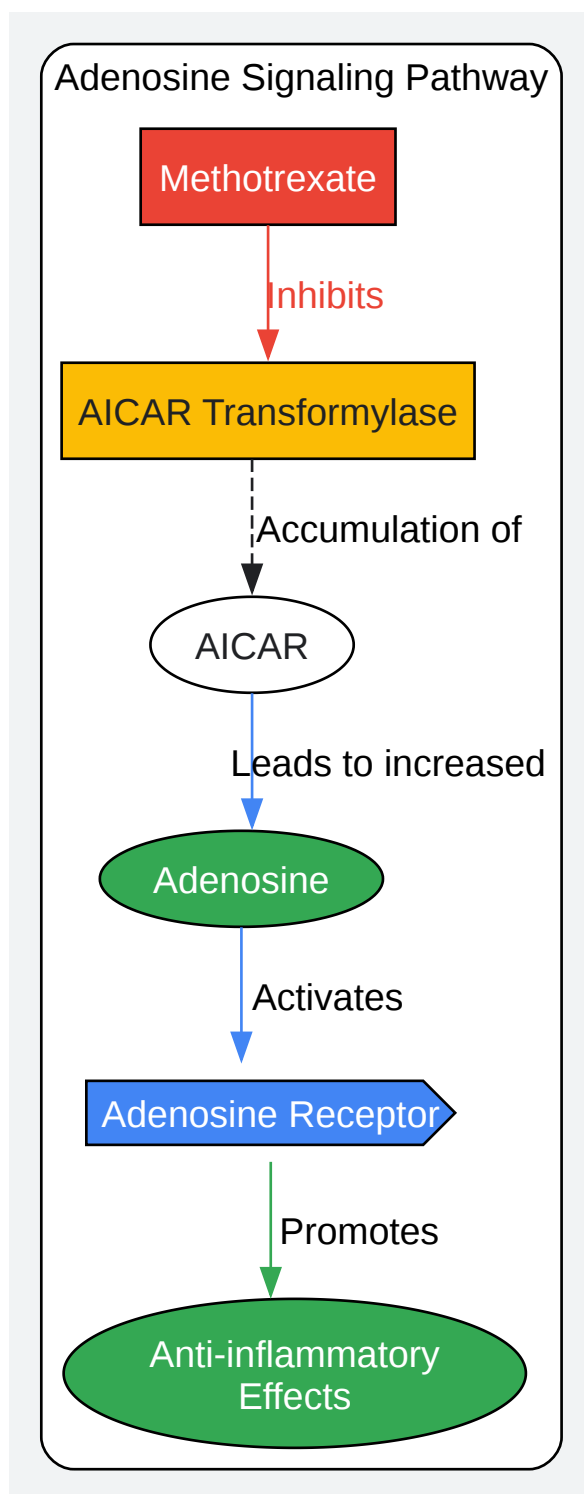 Adenosine Signaling Pathway
Methotrexate
Inhibits
AICAR Transformylase
Accumulation of
AICAR
Leads to increased
Adenosine
Activates
Adenosine Receptor
Promotes
Anti-inflammatory
Effects